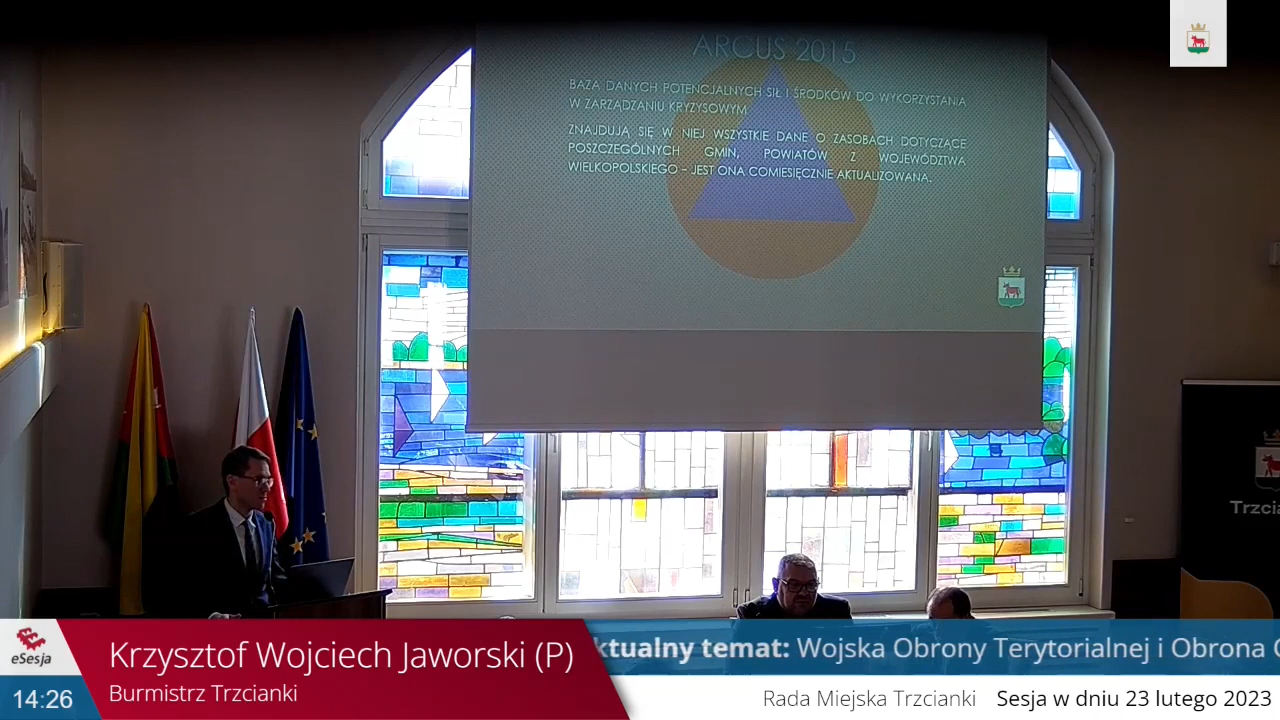 ARCUS 2015
BAZA DANYCH POTENCJALNYCH SIŁ I ŚRODKÓW DO WYKORZYSTANIA
W ZARZĄDZANIU KRYZYSOWYM
ZNAJDUJĄ SIĘ W NIEJ WSZYSTKIE DANE O ZASOBACH DOTYCZĄCE
POSZCZEGÓLNYCH GMIN, POWIATÓW Z WOJEWÓDZTWA
WIELKOPOLSKIEGO – JEST ONA COMIESIĘCZNIE AKTUALIZOWANA.
Trzcia
eSesja
Krzysztof Wojciech Jaworski (P)
ktualny temat: Wojska Obrony Terytorialnej i Obrona C
14:26
Burmistrz Trzcianki
Rada Miejska Trzcianki Sesja w dniu 23 lutego 2023